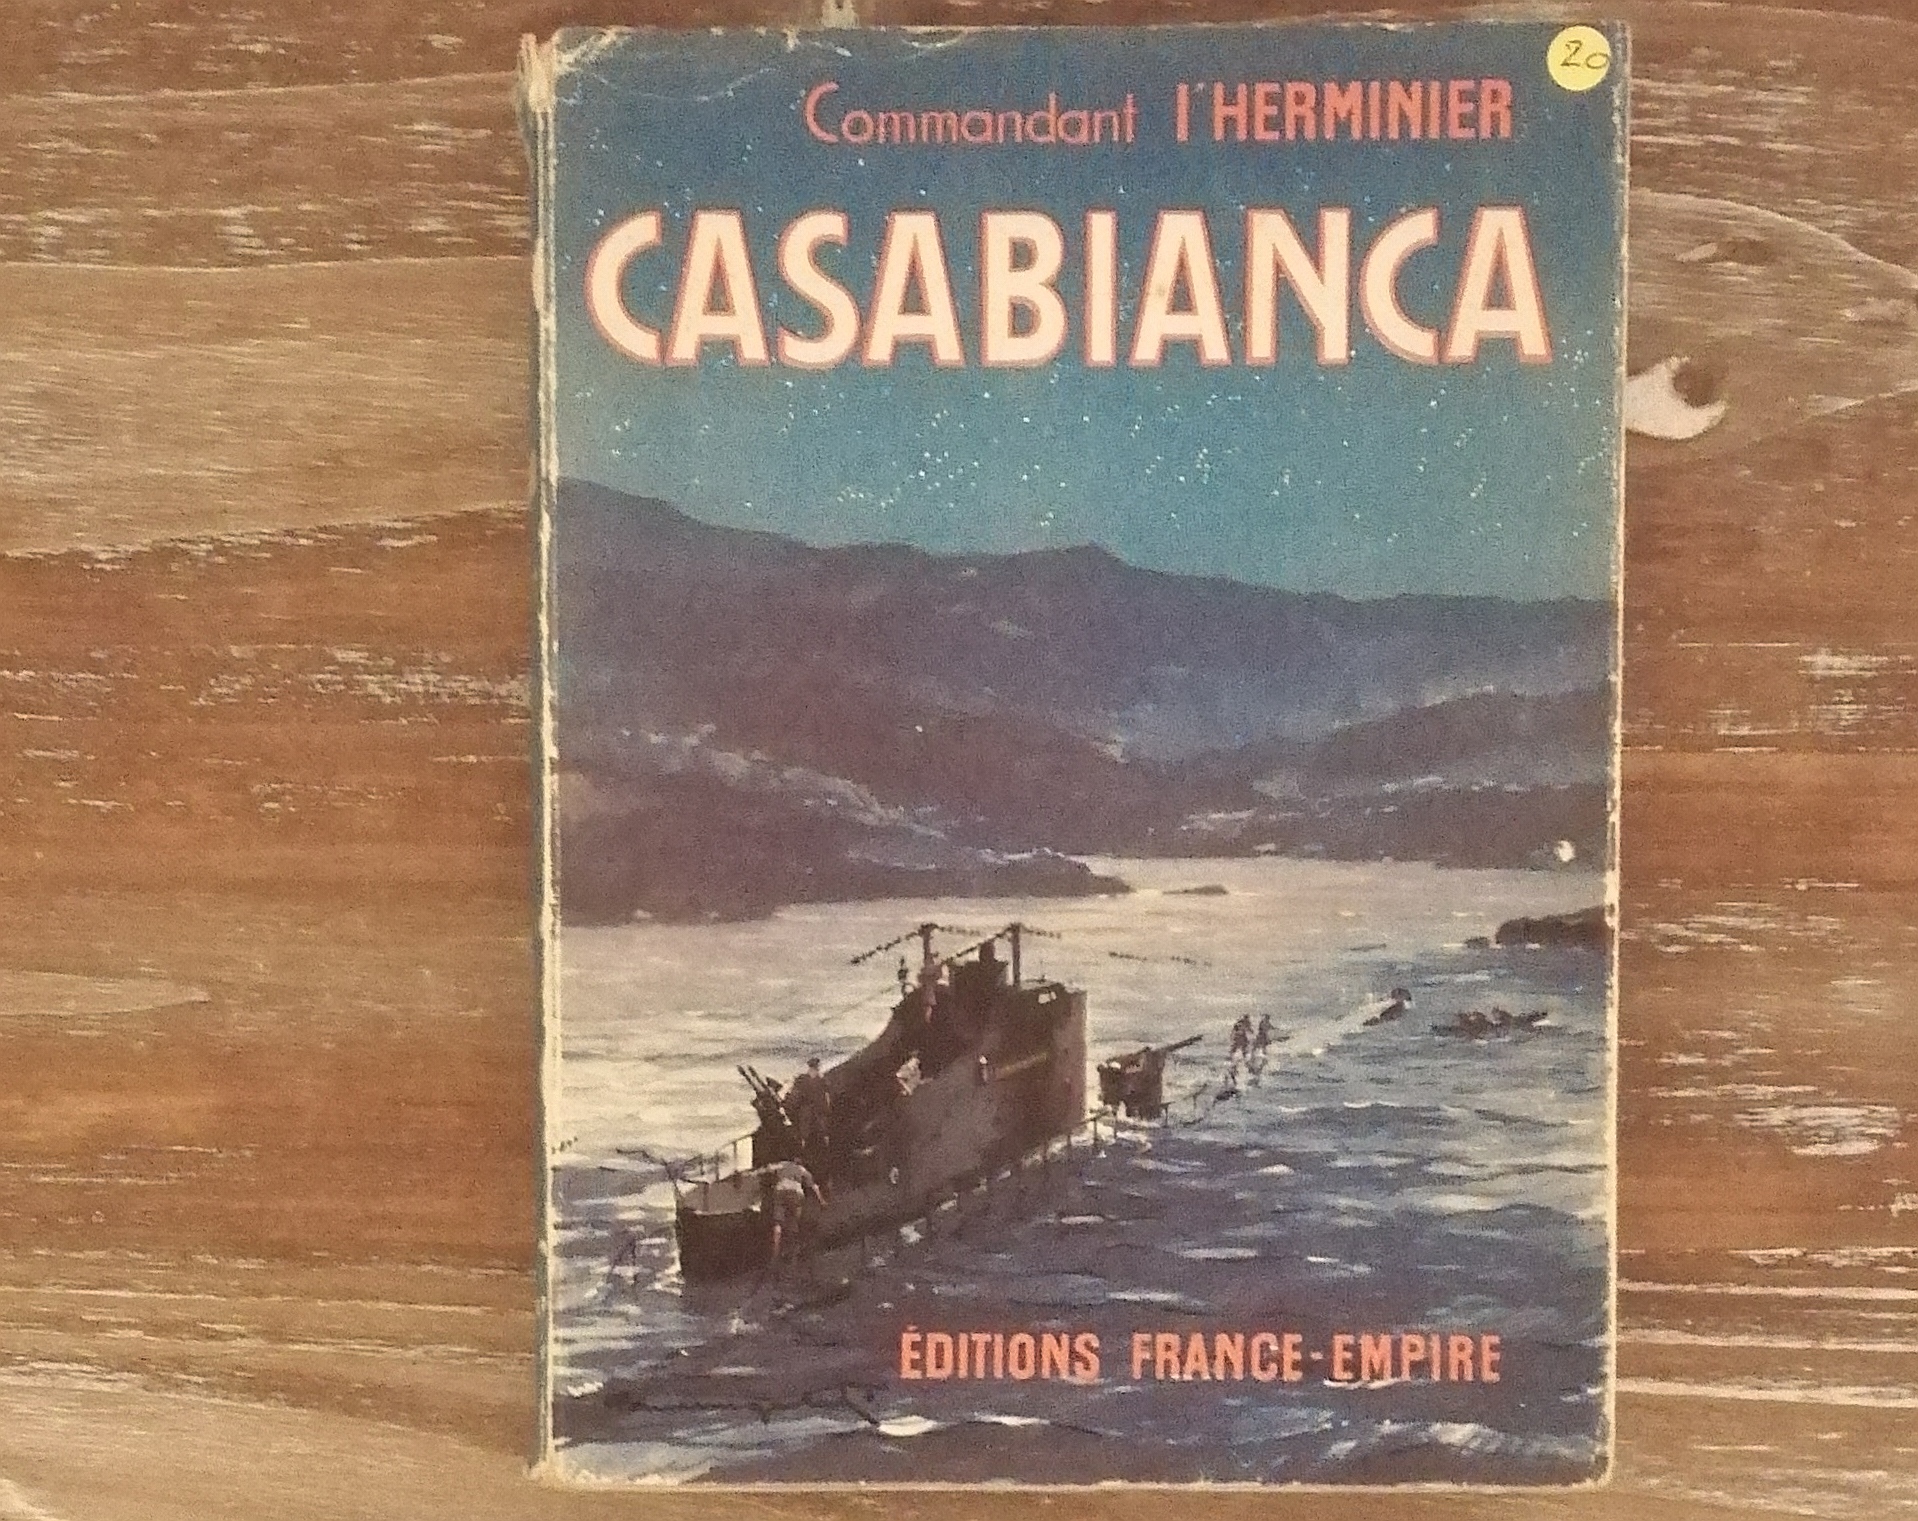 20
Commandant l'HERMINIER
CASABIANCA
ÉDITIONS FRANCE-EMPIRE